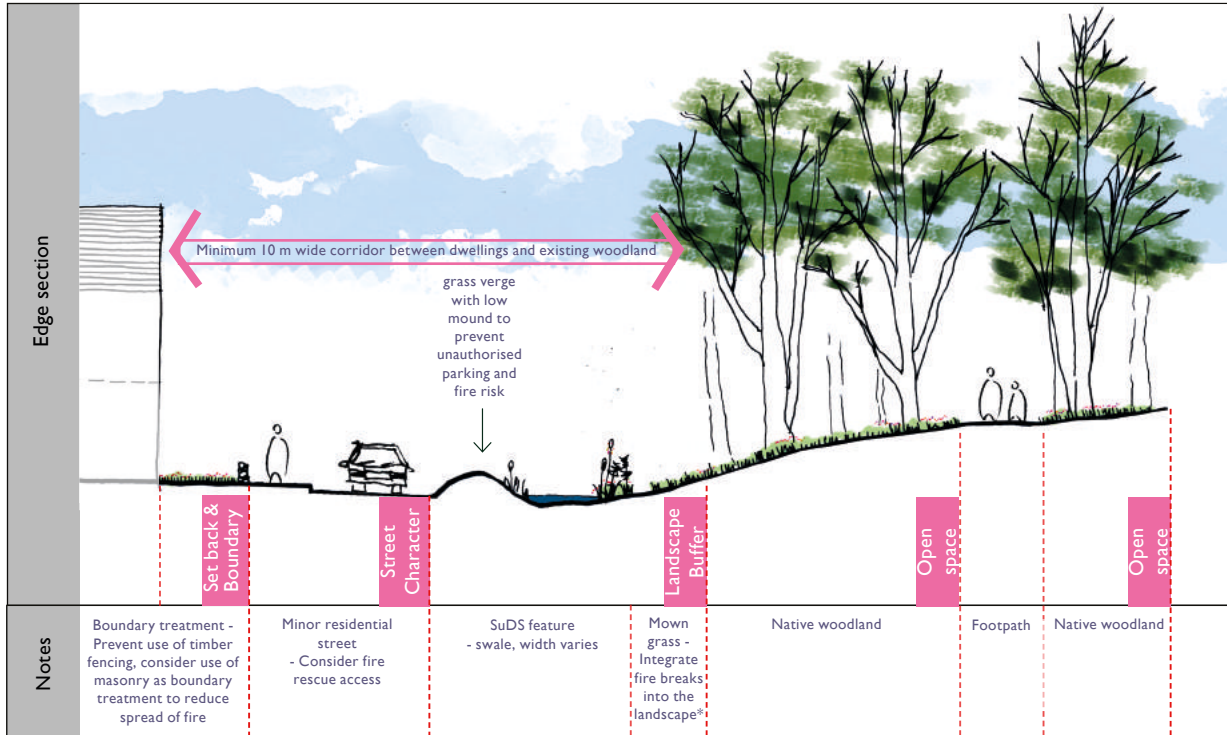 Edge section
Minimum 10 m wide corridor between dwellings and existing woodland
grass verge
with low
mound to
prevent
unauthorised
parking and
fire risk
Set back &
Boundary
Street
Character
Landscape
Buffer
Open
space
Open
space
Notes
Boundary treatment -
Prevent use of timber
fencing, consider use of
masonry as boundary
treatment to reduce
spread of fire
Minor residential
street
- Consider fire
rescue access
SuDS feature
- swale, width varies
Mown
grass -
Integrate
fire breaks
into the
landscape*
Native woodland
Footpath
Native woodland